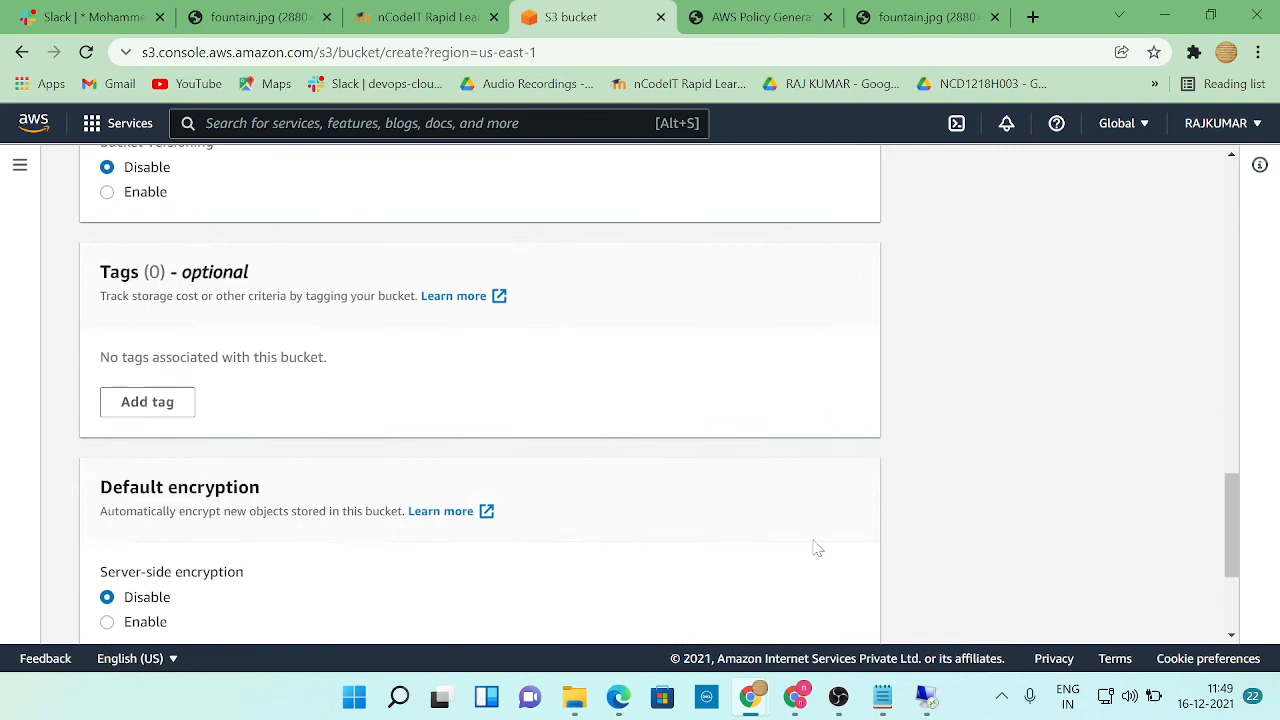 * Mohamme
fountain.jpg (2880×
nCodeIT Rapid Lear
S3 bucket
AWS Policy Generat
fountain.jpg (2880×
s3.console.aws.amazon.com/s3/bucket/create?region=us-east-1
Apps
Gmail
YouTube
Maps
Slack | devops-clou...
Audio Recordings -...
nCodeIT Rapid Lear...
RAJ KUMAR - Goog...
NCD1218H003 - G...
»
Reading list
aws
Services
Search for services, features, blogs, docs, and more
[Alt+S]
Global
RAJKUMAR
Bucket Versioning
Disable
Enable
Tags (0) - optional
Track storage cost or other criteria by tagging your bucket. Learn more
No tags associated with this bucket.
Add tag
Default encryption
Automatically encrypt new objects stored in this bucket. Learn more
Server-side encryption
Disable
Enable
Feedback
English (US)
© 2021, Amazon Internet Services Private Ltd. or its affiliates.
Privacy
Terms
Cookie preferences
DELL
n
ENG
IN
11:49
16-12-2021
22